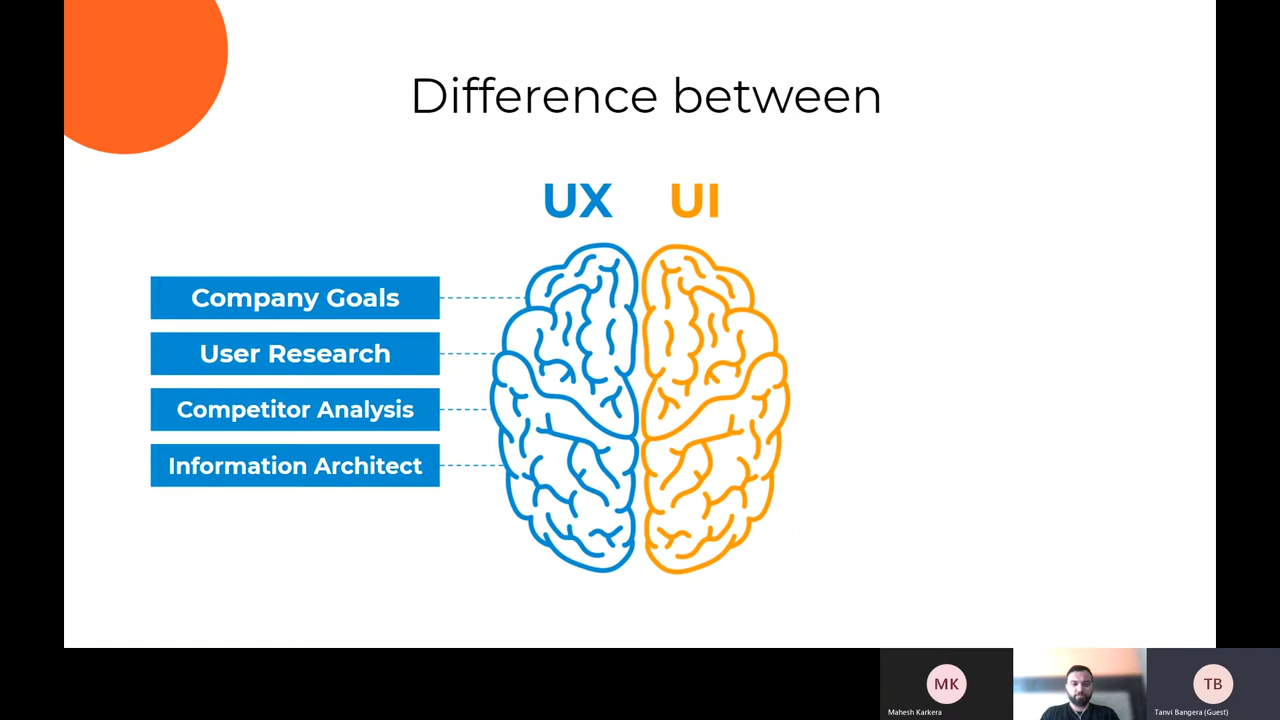 Difference between
UX UI
Company Goals
User Research
Competitor Analysis
Information Architect
MK
TB
Mahesh Karkera
Tanvi Bangera (Guest)